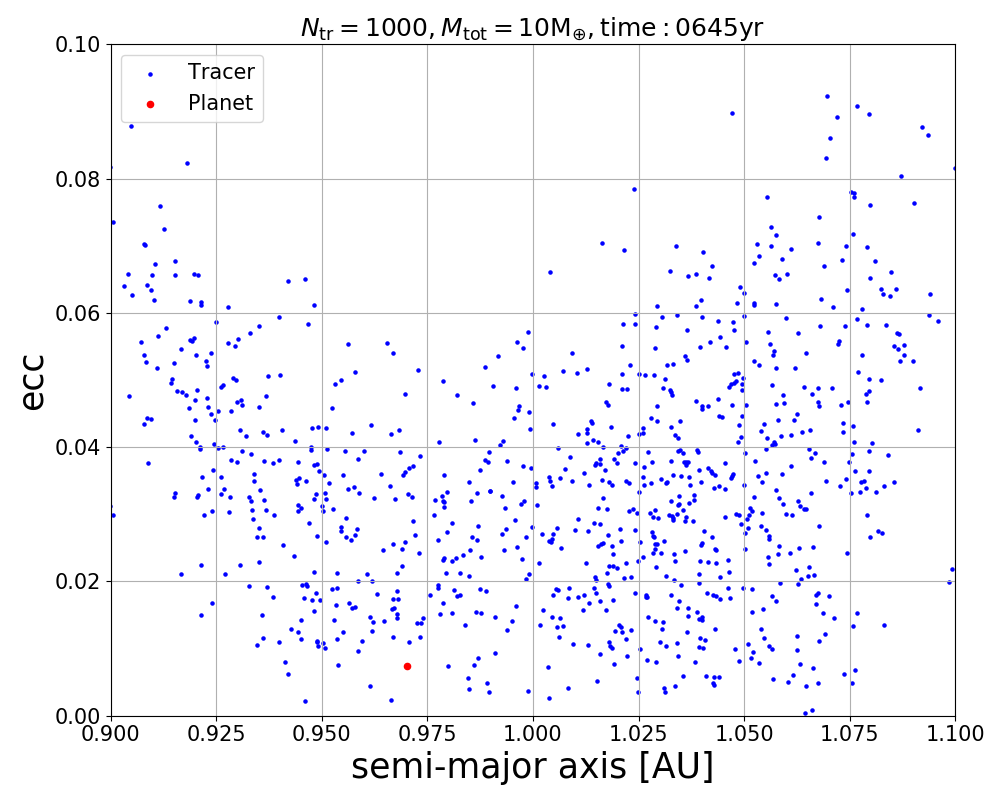 N_tr = 1000, M_tot = 10M_⊕, time : 0645yr
Tracer
Planet
ecc
0.10
0.08
0.06
0.04
0.02
0.00
0.900 0.925 0.950 0.975 1.000 1.025 1.050 1.075 1.100
semi-major axis [AU]